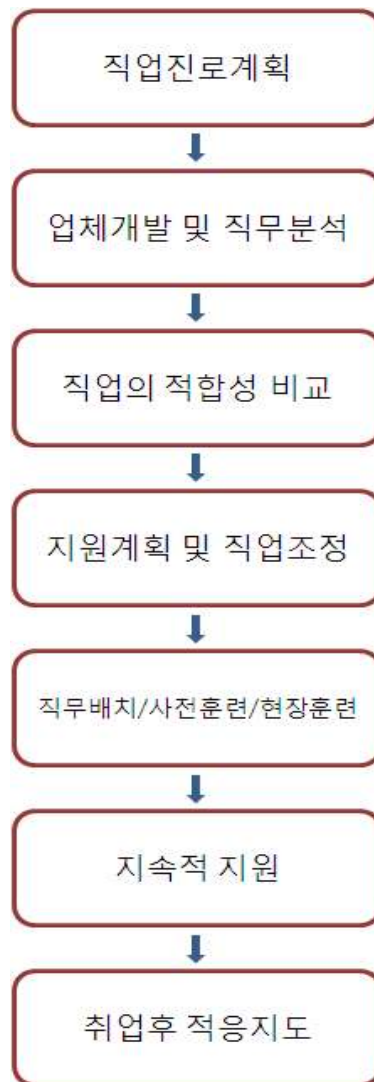 직업진로계획
업체개발 및 직무분석
직업의 적합성 비교
지원계획 및 직업조정
직무배치/사전훈련/현장훈련
지속적 지원
취업후 적응지도